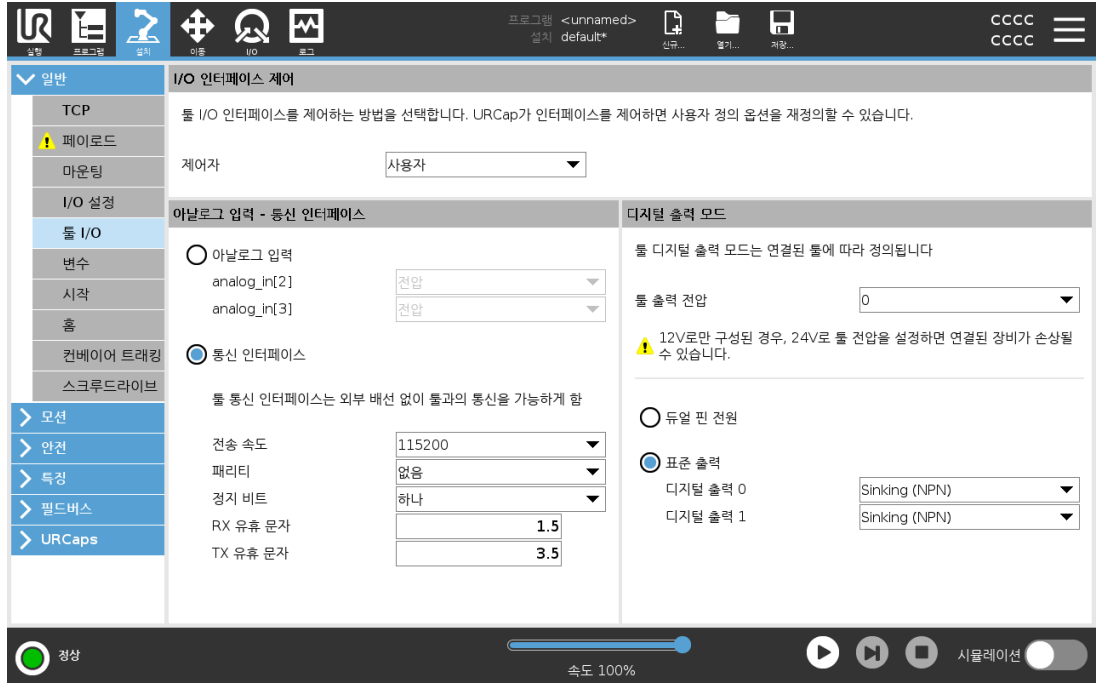 UR
실행
프로그램
설치
이동
I/O
로그
프로그램 <unnamed>
설치 default*
신규...
열기...
저장...
CCCC
CCCC
일반
TCP
페이로드
마운팅
I/O 설정
툴 I/O
변수
시작
홈
컨베이어 트래킹
스크루드라이브
모션
안전
특징
필드버스
URCaps
I/O 인터페이스 제어
툴 I/O 인터페이스를 제어하는 방법을 선택합니다. URCap가 인터페이스를 제어하면 사용자 정의 옵션을 재정의할 수 있습니다.
제어자 사용자
아날로그 입력 - 통신 인터페이스
아날로그 입력
analog_in[2] 전압
analog_in[3] 전압
통신 인터페이스
툴 통신 인터페이스는 외부 배선 없이 툴과의 통신을 가능하게 함
전송 속도 115200
패리티 없음
정지 비트 하나
RX 유휴 문자 1.5
TX 유휴 문자 3.5
디지털 출력 모드
툴 디지털 출력 모드는 연결된 툴에 따라 정의됩니다
툴 출력 전압 0
12V로만 구성된 경우, 24V로 툴 전압을 설정하면 연결된 장비가 손상될
수 있습니다.
듀얼 핀 전원
표준 출력
디지털 출력 0 Sinking (NPN)
디지털 출력 1 Sinking (NPN)
정상
속도 100%
시뮬레이션